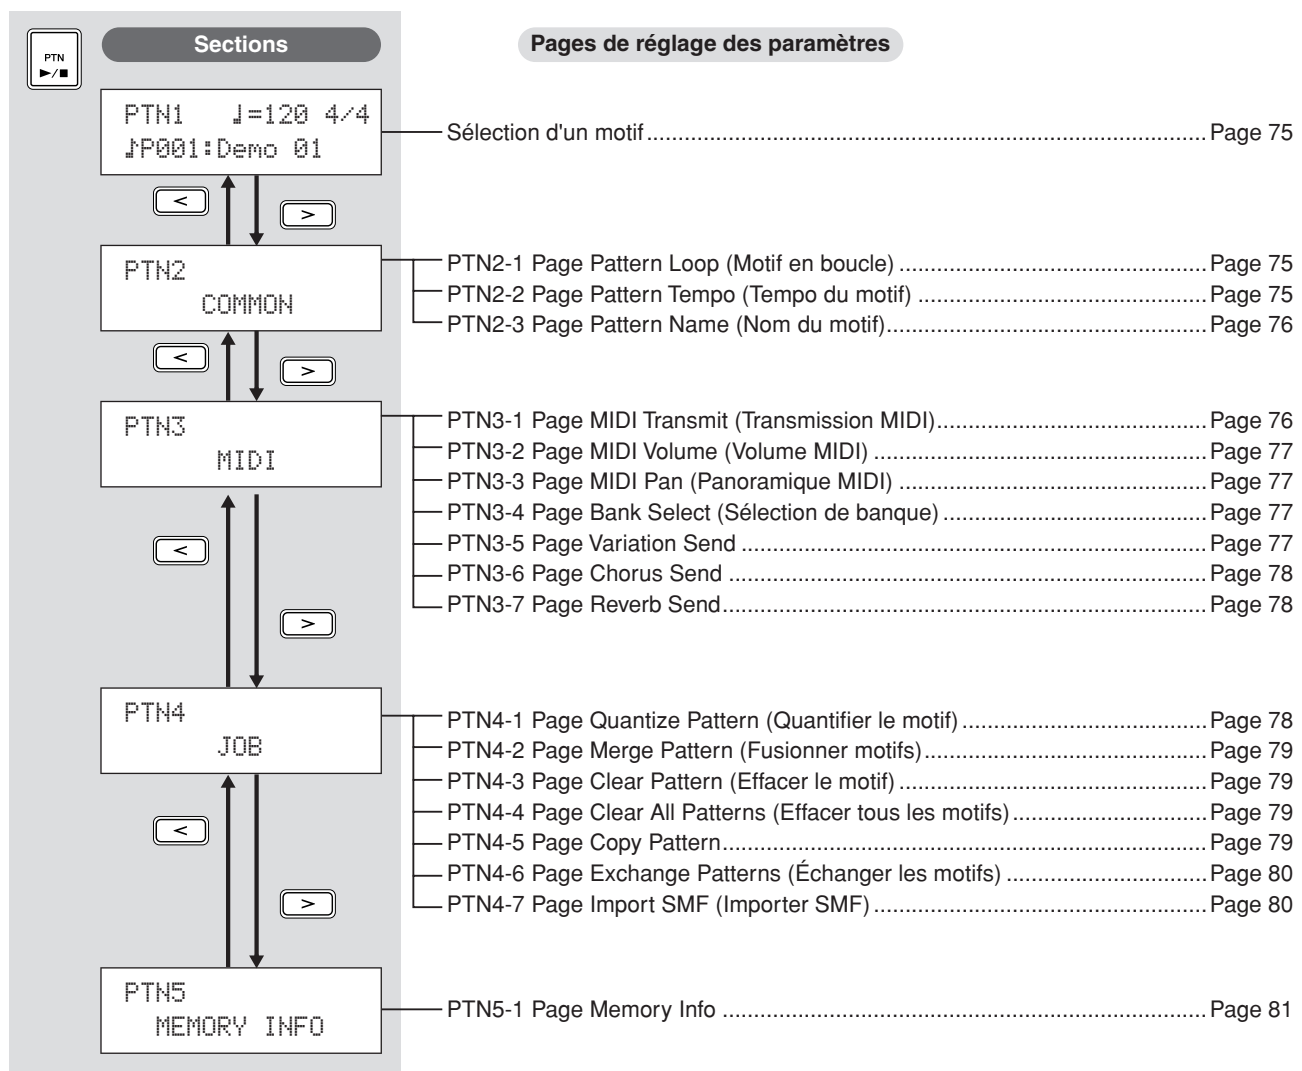 PTN
►/■
Sections
Pages de réglage des paramètres
PTN1 ♩=120 4/4
♪P001:Demo 01
Sélection d'un motif........................................................................................Page 75
<
>
PTN2
COMMON
PTN2-1 Page Pattern Loop (Motif en boucle) .................................................Page 75
PTN2-2 Page Pattern Tempo (Tempo du motif) ..............................................Page 75
PTN2-3 Page Pattern Name (Nom du motif)...................................................Page 76
<
>
PTN3
MIDI
PTN3-1 Page MIDI Transmit (Transmission MIDI)...........................................Page 76
PTN3-2 Page MIDI Volume (Volume MIDI) .....................................................Page 77
PTN3-3 Page MIDI Pan (Panoramique MIDI) .................................................Page 77
PTN3-4 Page Bank Select (Sélection de banque)..........................................Page 77
PTN3-5 Page Variation Send ..........................................................................Page 77
PTN3-6 Page Chorus Send ............................................................................Page 78
PTN3-7 Page Reverb Send.............................................................................Page 78
<
>
PTN4
JOB
PTN4-1 Page Quantize Pattern (Quantifier le motif).......................................Page 78
PTN4-2 Page Merge Pattern (Fusionner motifs).............................................Page 79
PTN4-3 Page Clear Pattern (Effacer le motif) .................................................Page 79
PTN4-4 Page Clear All Patterns (Effacer tous les motifs)...............................Page 79
PTN4-5 Page Copy Pattern.............................................................................Page 79
PTN4-6 Page Exchange Patterns (Échanger les motifs) ................................Page 80
PTN4-7 Page Import SMF (Importer SMF).....................................................Page 80
<
>
PTN5
MEMORY INFO
PTN5-1 Page Memory Info .............................................................................Page 81